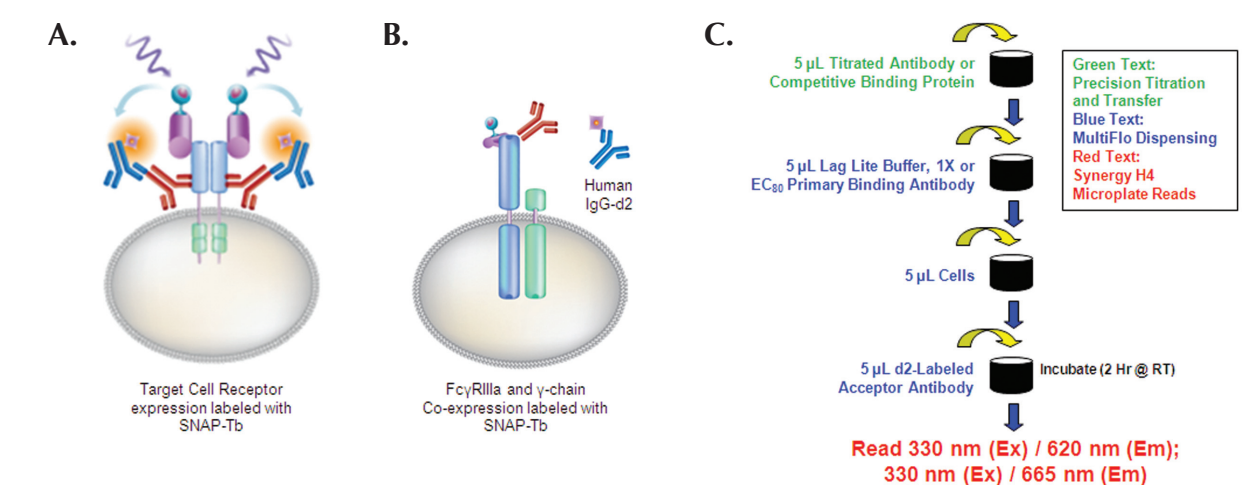 A.
Target Cell Receptor
expression labeled with
SNAP-Tb
B.
Human
IgG-d2
FcγRIIIa and γ-chain
Co-expression labeled with
SNAP-Tb
C.
5 µL Titrated Antibody or
Competitive Binding Protein
5 µL Lag Lite Buffer, 1X or
EC₈₀ Primary Binding Antibody
5 µL Cells
5 µL d2-Labeled
Acceptor Antibody
Incubate (2 Hr @ RT)
Read 330 nm (Ex) / 620 nm (Em);
330 nm (Ex) / 665 nm (Em)
Green Text:
Precision Titration
and Transfer
Blue Text:
MultiFlo Dispensing
Red Text:
Synergy H4
Microplate Reads